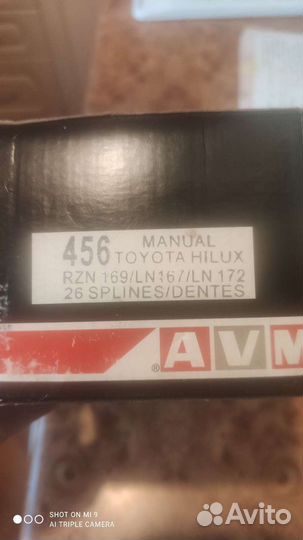 456 MANUAL
TOYOTA HILUX
RZN 169/LN167/LN 172
26 SPLINES/DENTES
® AVM
SHOT ON MI 9
AI TRIPLE CAMERA
Avito